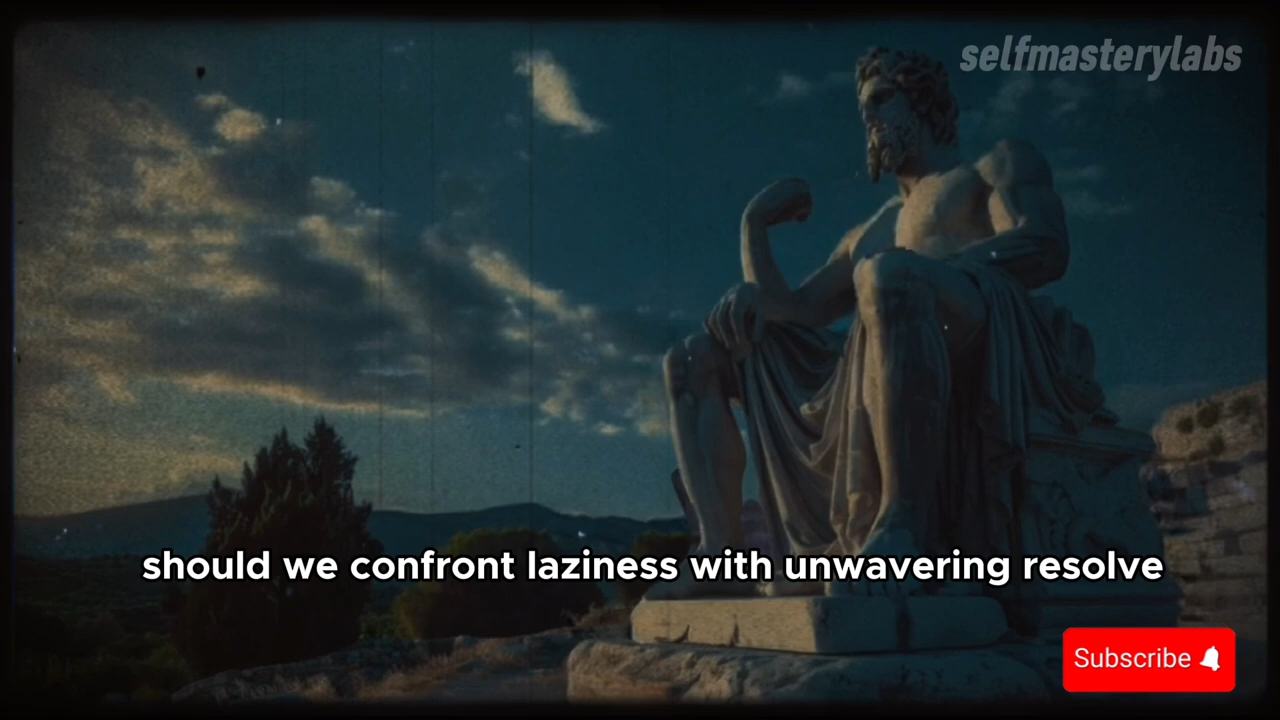 selfmasterylabs
should we confront laziness with unwavering resolve
Subscribe